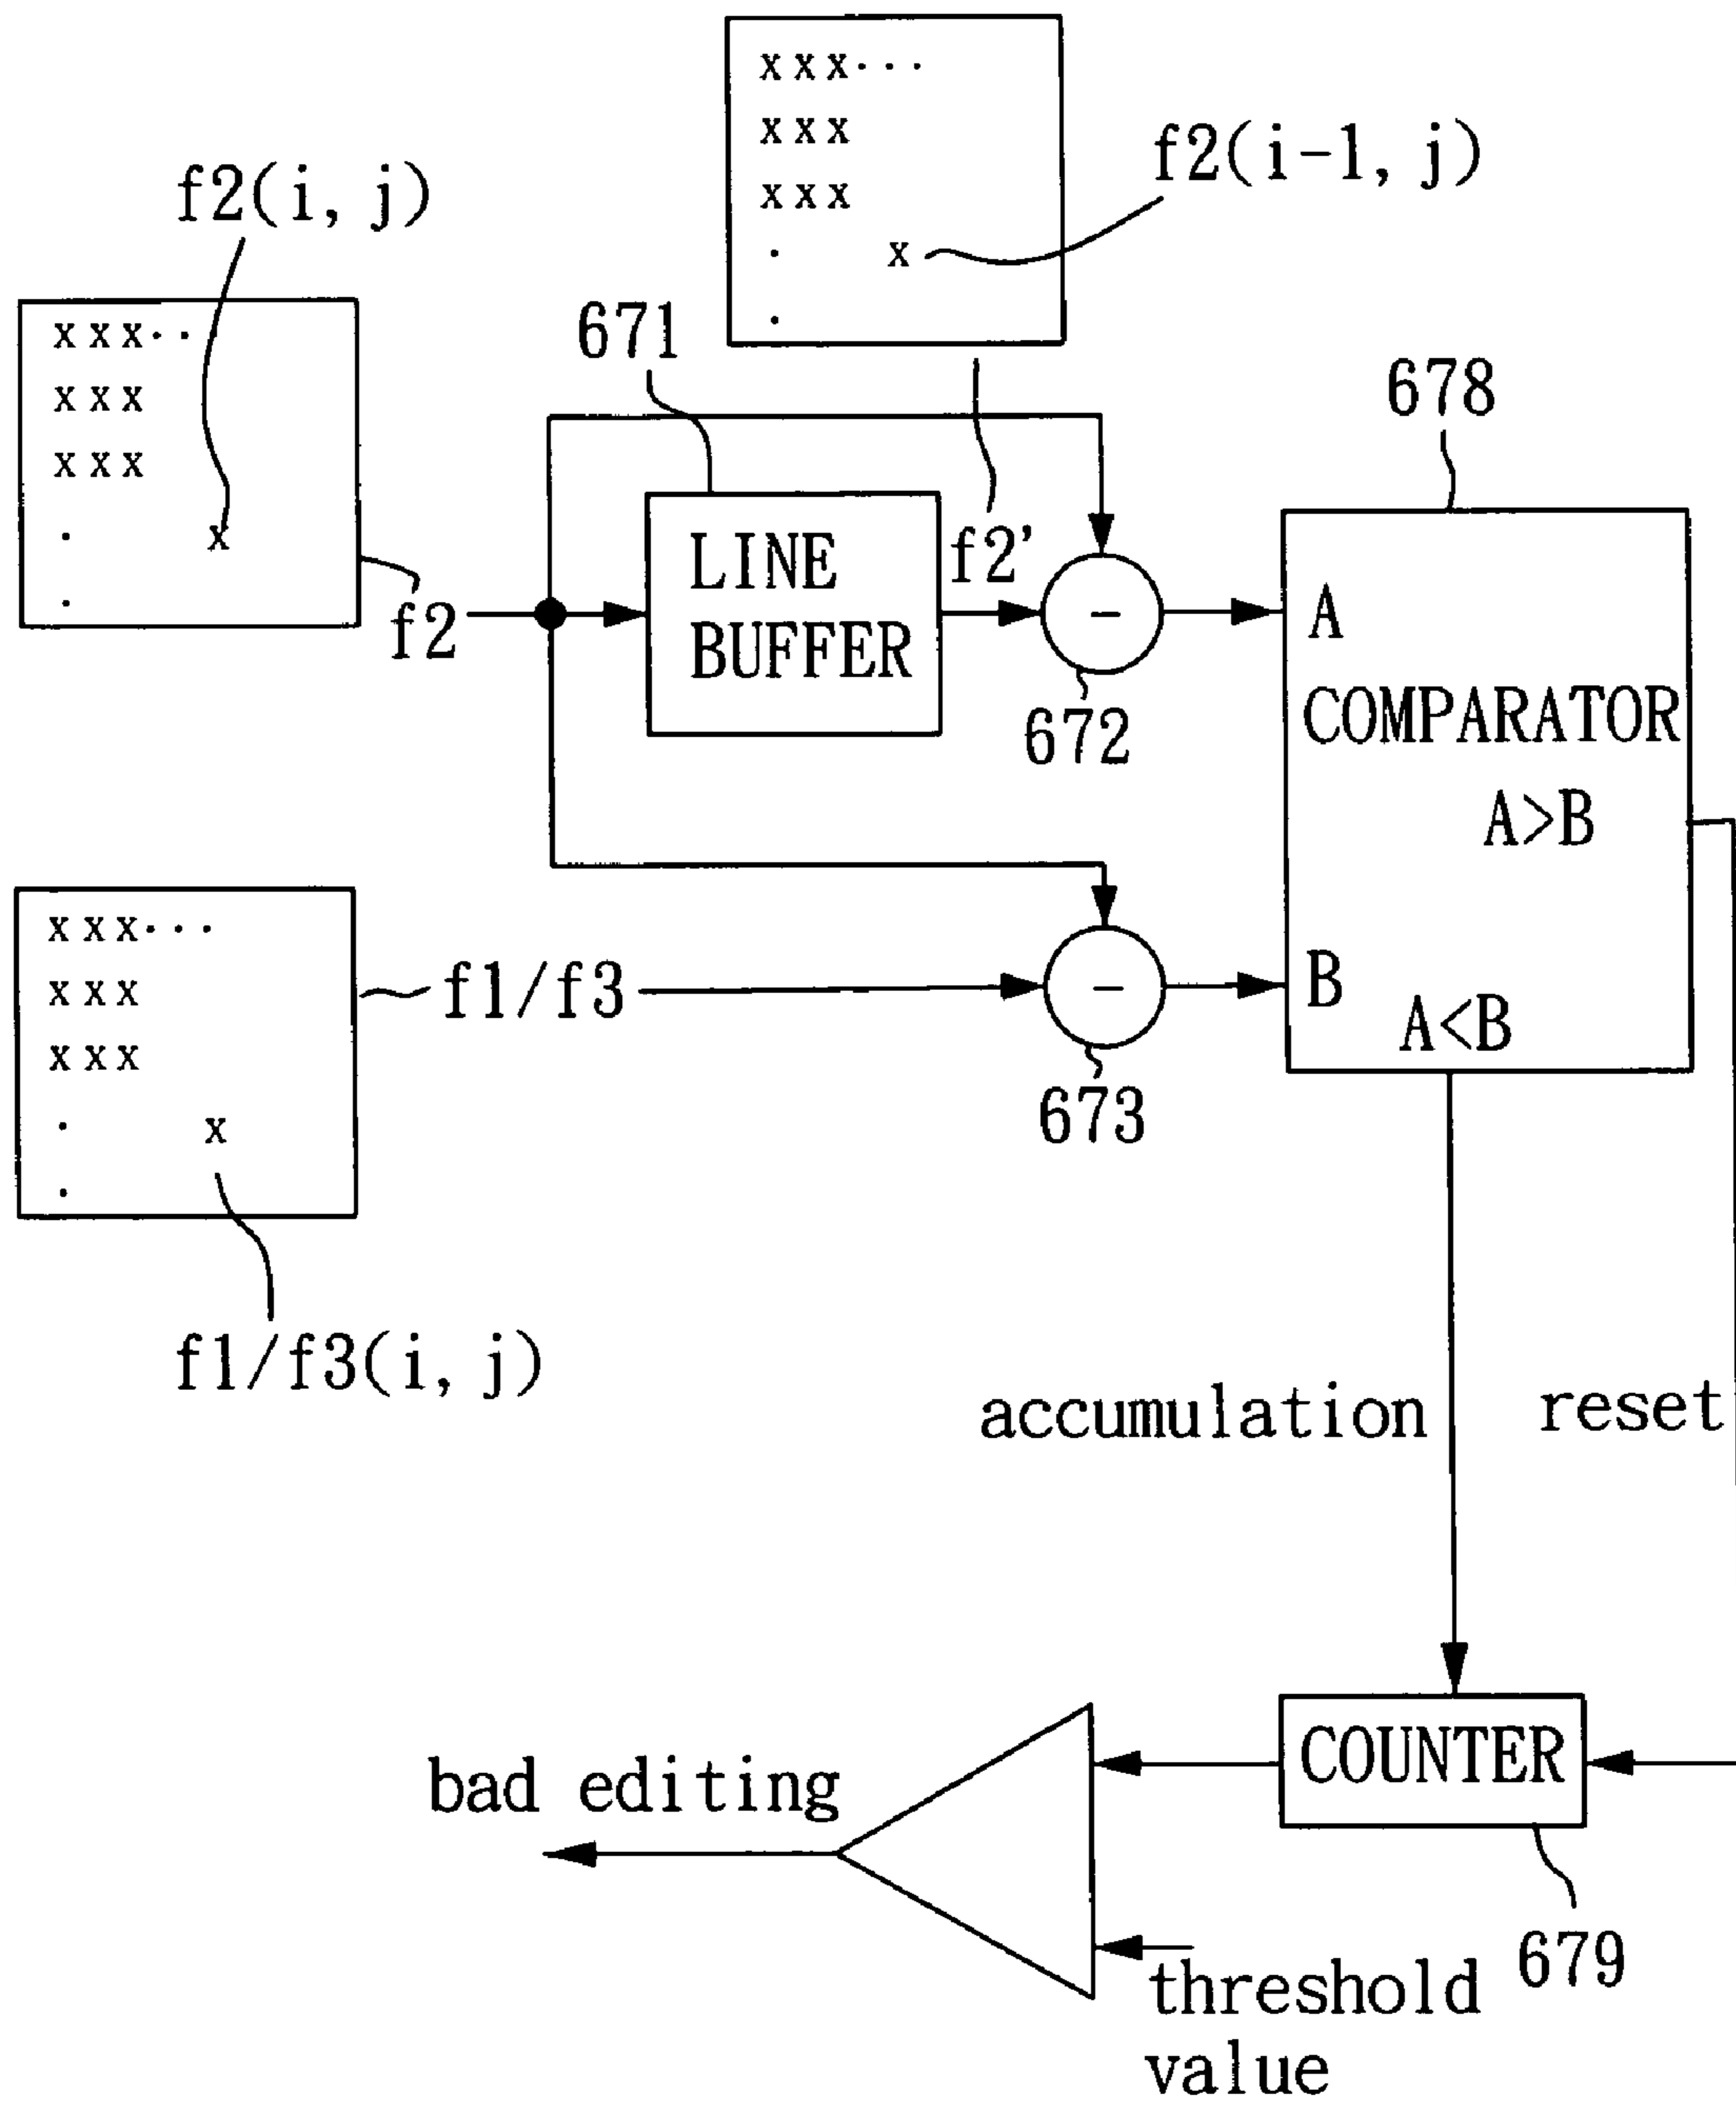 xxx···
xxx
xxx
· x
·
f2(i-1, j)
f2(i, j)
xxx··
xxx
xxx
· x
·
671
678
f2'
LINE
BUFFER
f2
-
672
A
COMPARATOR
A>B
B
A<B
xxx···
xxx
xxx
· x
·
f1/f3
-
673
f1/f3(i, j)
accumulation
reset
COUNTER
bad editing
679
threshold
value